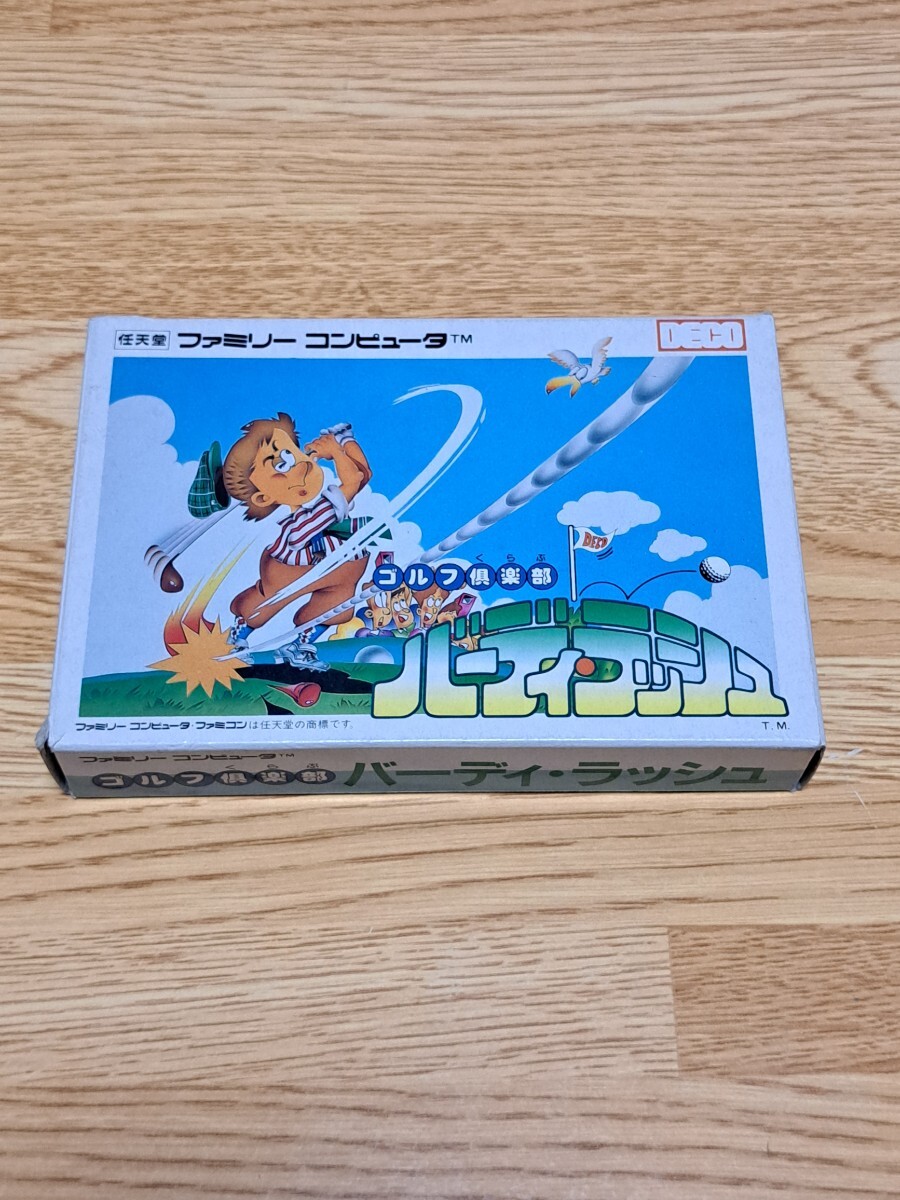 任天堂 ファミリー コンピュータ™ DECO
くらぶ
ゴルフ倶楽部
バーディ・ラッシュ
T.M.
ファミリー コンピュータ・ファミコンは任天堂の商標です。
ファミリー コンピュータ™
くらぶ
ゴルフ倶楽部 バーディ・ラッシュ